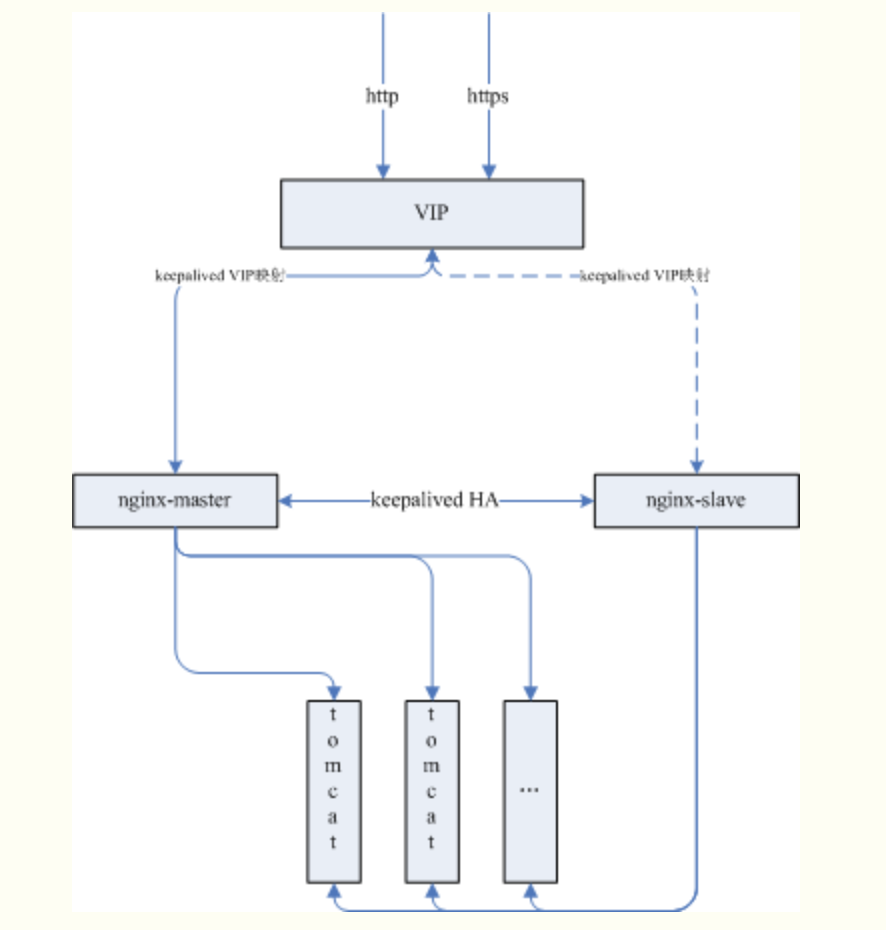 http
https
VIP
keepalived VIP映射
keepalived VIP映射
nginx-master
keepalived HA
nginx-slave
tomcat
tomcat
...